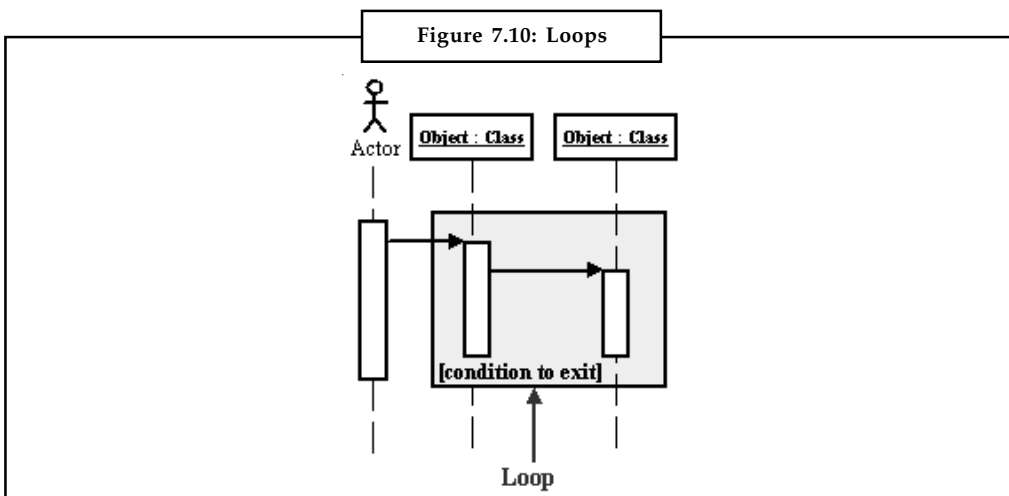 Figure 7.10: Loops
Actor
Object : Class
Object : Class
[condition to exit]
Loop